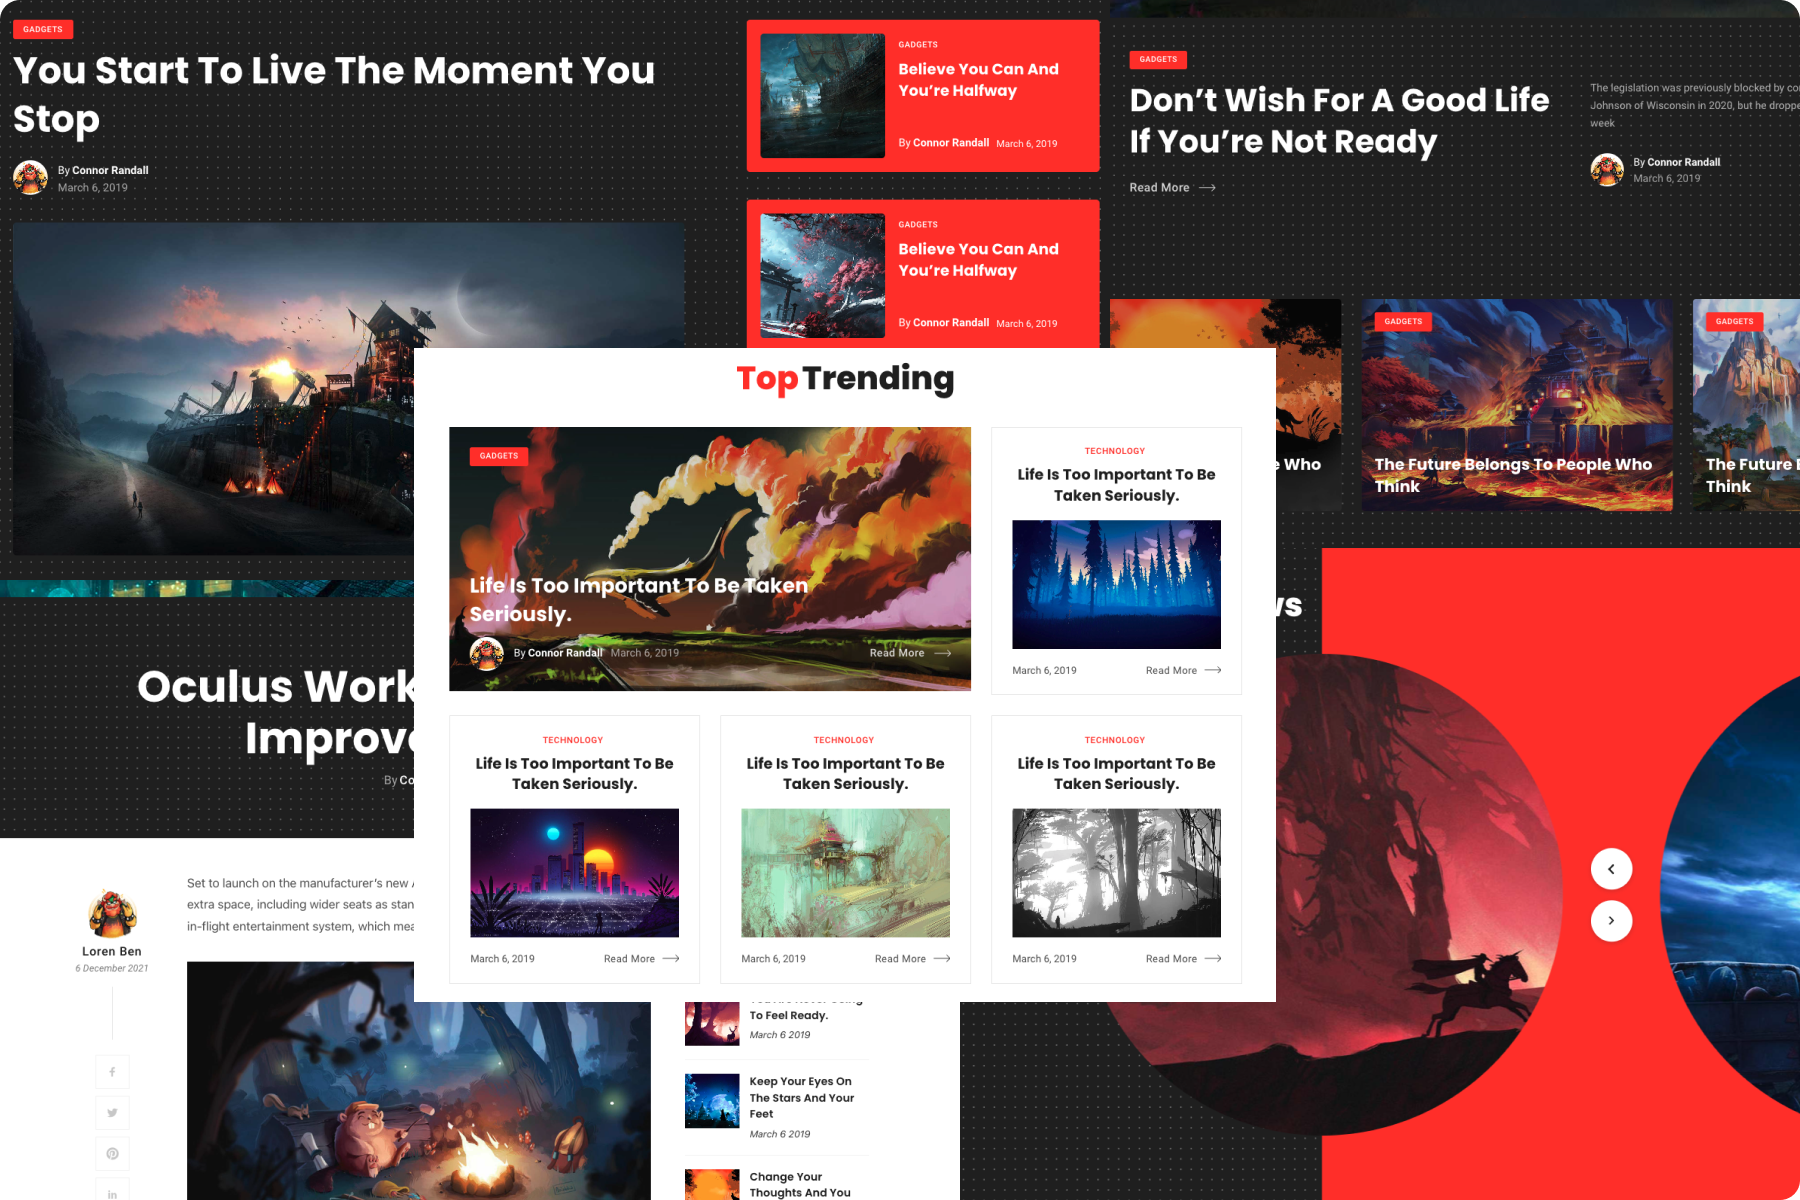 GADGETS
You Start To Live The Moment You
Stop
By Connor Randall
March 6, 2019
GADGETS
Believe You Can And
You're Halfway
By Connor Randall March 6, 2019
GADGETS
Believe You Can And
You're Halfway
By Connor Randall March 6, 2019
GADGETS
Don't Wish For A Good Life
If You're Not Ready
Read More
The legislation was previously blocked by
Johnson of Wisconsin in 2020, but he
week
By Connor Randall
March 6, 2019
Who
GADGETS
The Future Belongs To People Who
Think
GADGETS
The Future
Think
Top Trending
GADGETS
Life Is Too Important To Be Taken
Seriously.
By Connor Randall March 6, 2019
Read More
TECHNOLOGY
Life Is Too Important To Be
Taken Seriously.
March 6, 2019 Read More
TECHNOLOGY
Life Is Too Important To Be
Taken Seriously.
March 6, 2019 Read More
TECHNOLOGY
Life Is Too Important To Be
Taken Seriously.
March 6, 2019 Read More
TECHNOLOGY
Life Is Too Important To Be
Taken Seriously.
March 6, 2019 Read More
Oculus Work
Improve
By
Loren Ben
6 December 2021
Set to launch on the manufacturer's new
extra space, including wider seats as
in-flight entertainment system, which
To Feel Ready.
March 6 2019
Keep Your Eyes On
The Stars And Your
Feet
March 6 2019
Change Your
Thoughts And You